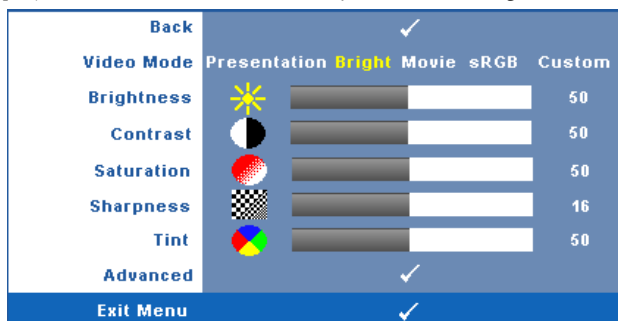 Back
Video Mode Presentation Bright Movie sRGB Custom
Brightness 50
Contrast 50
Saturation 50
Sharpness 16
Tint 50
Advanced
Exit Menu